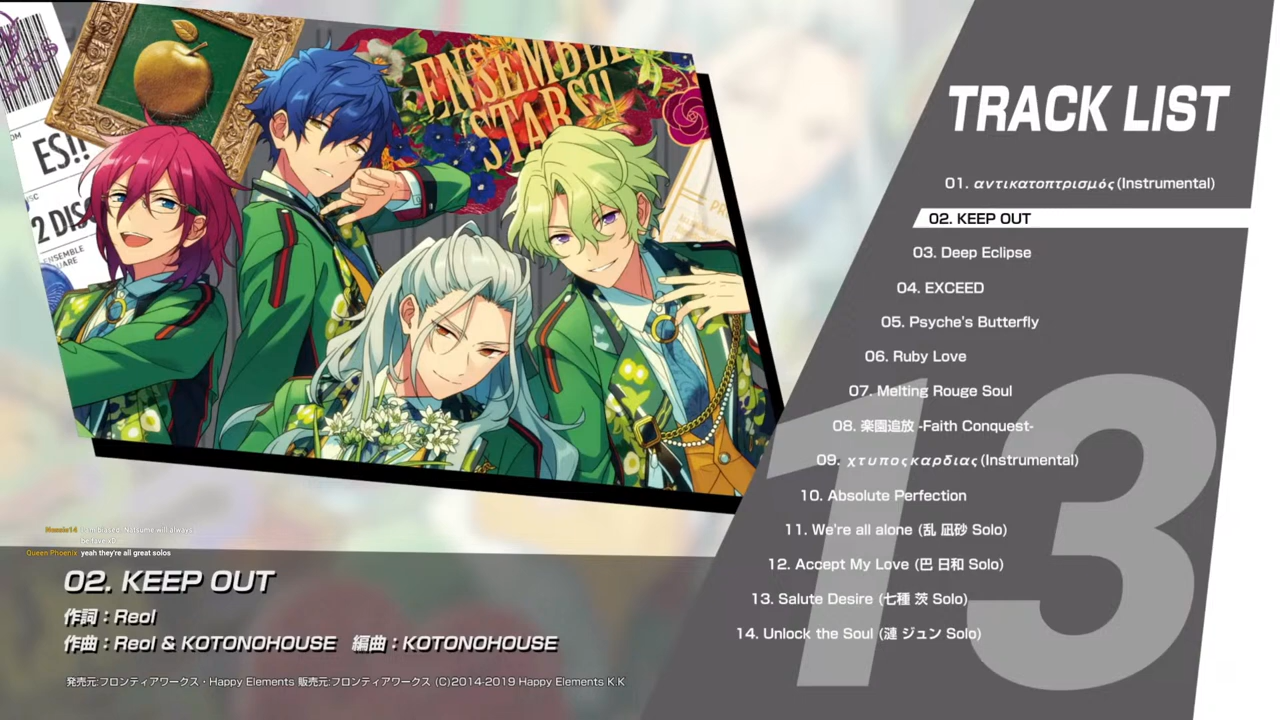 ENSEMBLE
STARS!!
ES!!
2 DISC
ENSEMBLE
SQUARE
TRACK LIST
01. αντικατοπτρισμός(Instrumental)
02. KEEP OUT
03. Deep Eclipse
04. EXCEED
05. Psyche's Butterfly
06. Ruby Love
07. Melting Rouge Soul
08. 楽園追放 -Faith Conquest-
09. χτυποςκαρδιας(Instrumental)
10. Absolute Perfection
11. We're all alone (乱 凪砂 Solo)
12. Accept My Love (巴 日和 Solo)
13. Salute Desire (七種 茨 Solo)
14. Unlock the Soul (漣 ジュン Solo)
13
Natsume will always
Queen Phoenix: yeah they're all great solos
02. KEEP OUT
作詞：Reol
作曲：Reol & KOTONOHOUSE 編曲：KOTONOHOUSE
発売元:フロンティアワークス・Happy Elements 販売元:フロンティアワークス (C)2014-2019 Happy Elements K.K